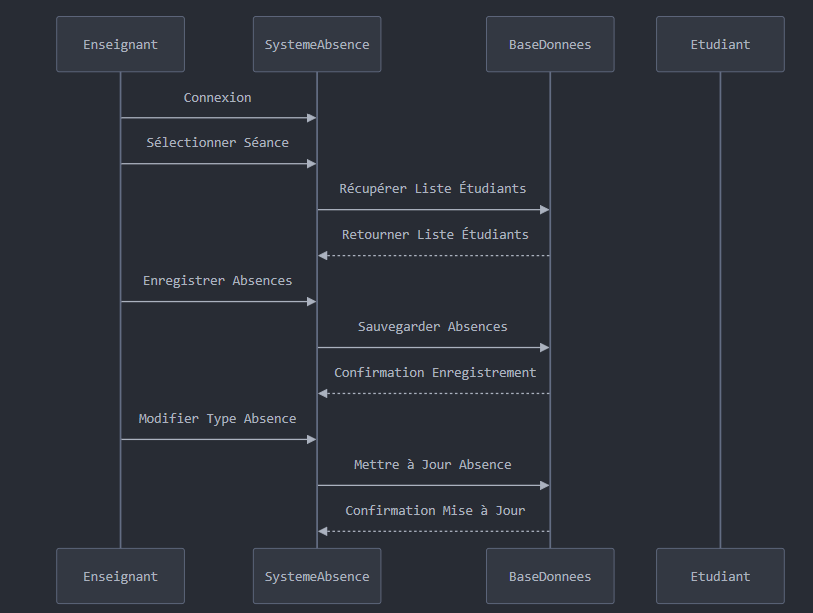 Enseignant
SystemeAbsence
BaseDonnees
Etudiant
Connexion
Sélectionner Séance
Récupérer Liste Étudiants
Retourner Liste Étudiants
Enregistrer Absences
Sauvegarder Absences
Confirmation Enregistrement
Modifier Type Absence
Mettre à Jour Absence
Confirmation Mise à Jour
Enseignant
SystemeAbsence
BaseDonnees
Etudiant